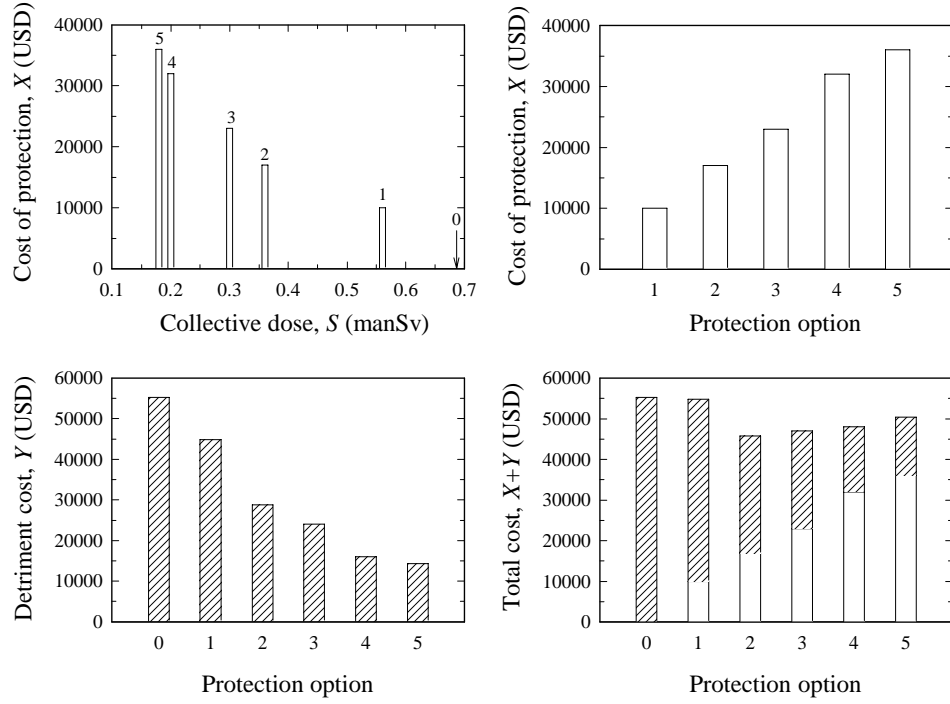 Cost of protection, X (USD)
40000
30000
20000
10000
0
5
4
3
2
1
0
0.1 0.2 0.3 0.4 0.5 0.6 0.7
Collective dose, S (manSv)
Cost of protection, X (USD)
40000
30000
20000
10000
0
1 2 3 4 5
Protection option
Detriment cost, Y (USD)
60000
50000
40000
30000
20000
10000
0
0 1 2 3 4 5
Protection option
Total cost, X+Y (USD)
60000
50000
40000
30000
20000
10000
0
0 1 2 3 4 5
Protection option